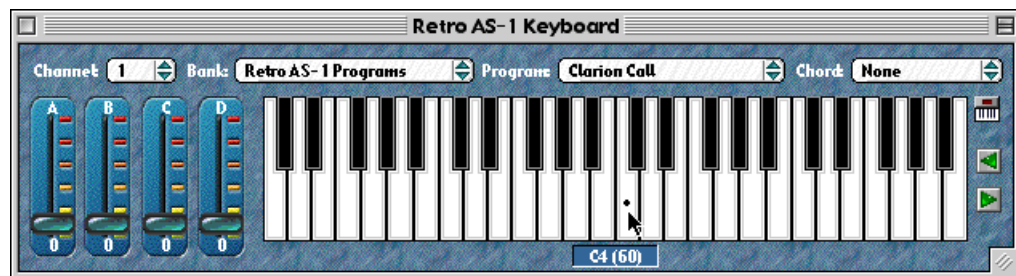 Retro AS-1 Keyboard
Channel: 1 Bank: Retro AS-1 Programs Program: Clarion Call Chord: None
A B C D
0 0 0 0
C4 (60)